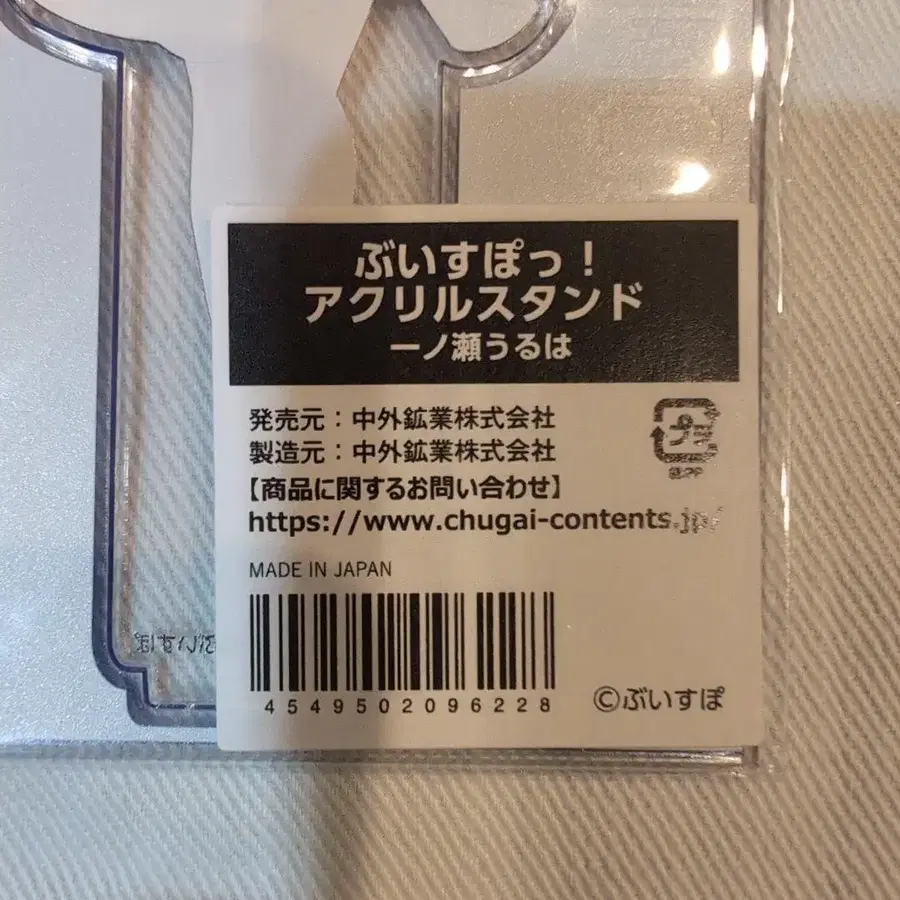 ぶいすぽっ！
アクリルスタンド
一ノ瀬うるは
発売元：中外鉱業株式会社
製造元：中外鉱業株式会社
プラ
【商品に関するお問い合わせ】
https://www.chugai-contents.jp/
MADE IN JAPAN
4549502096228
©ぶいすぽ